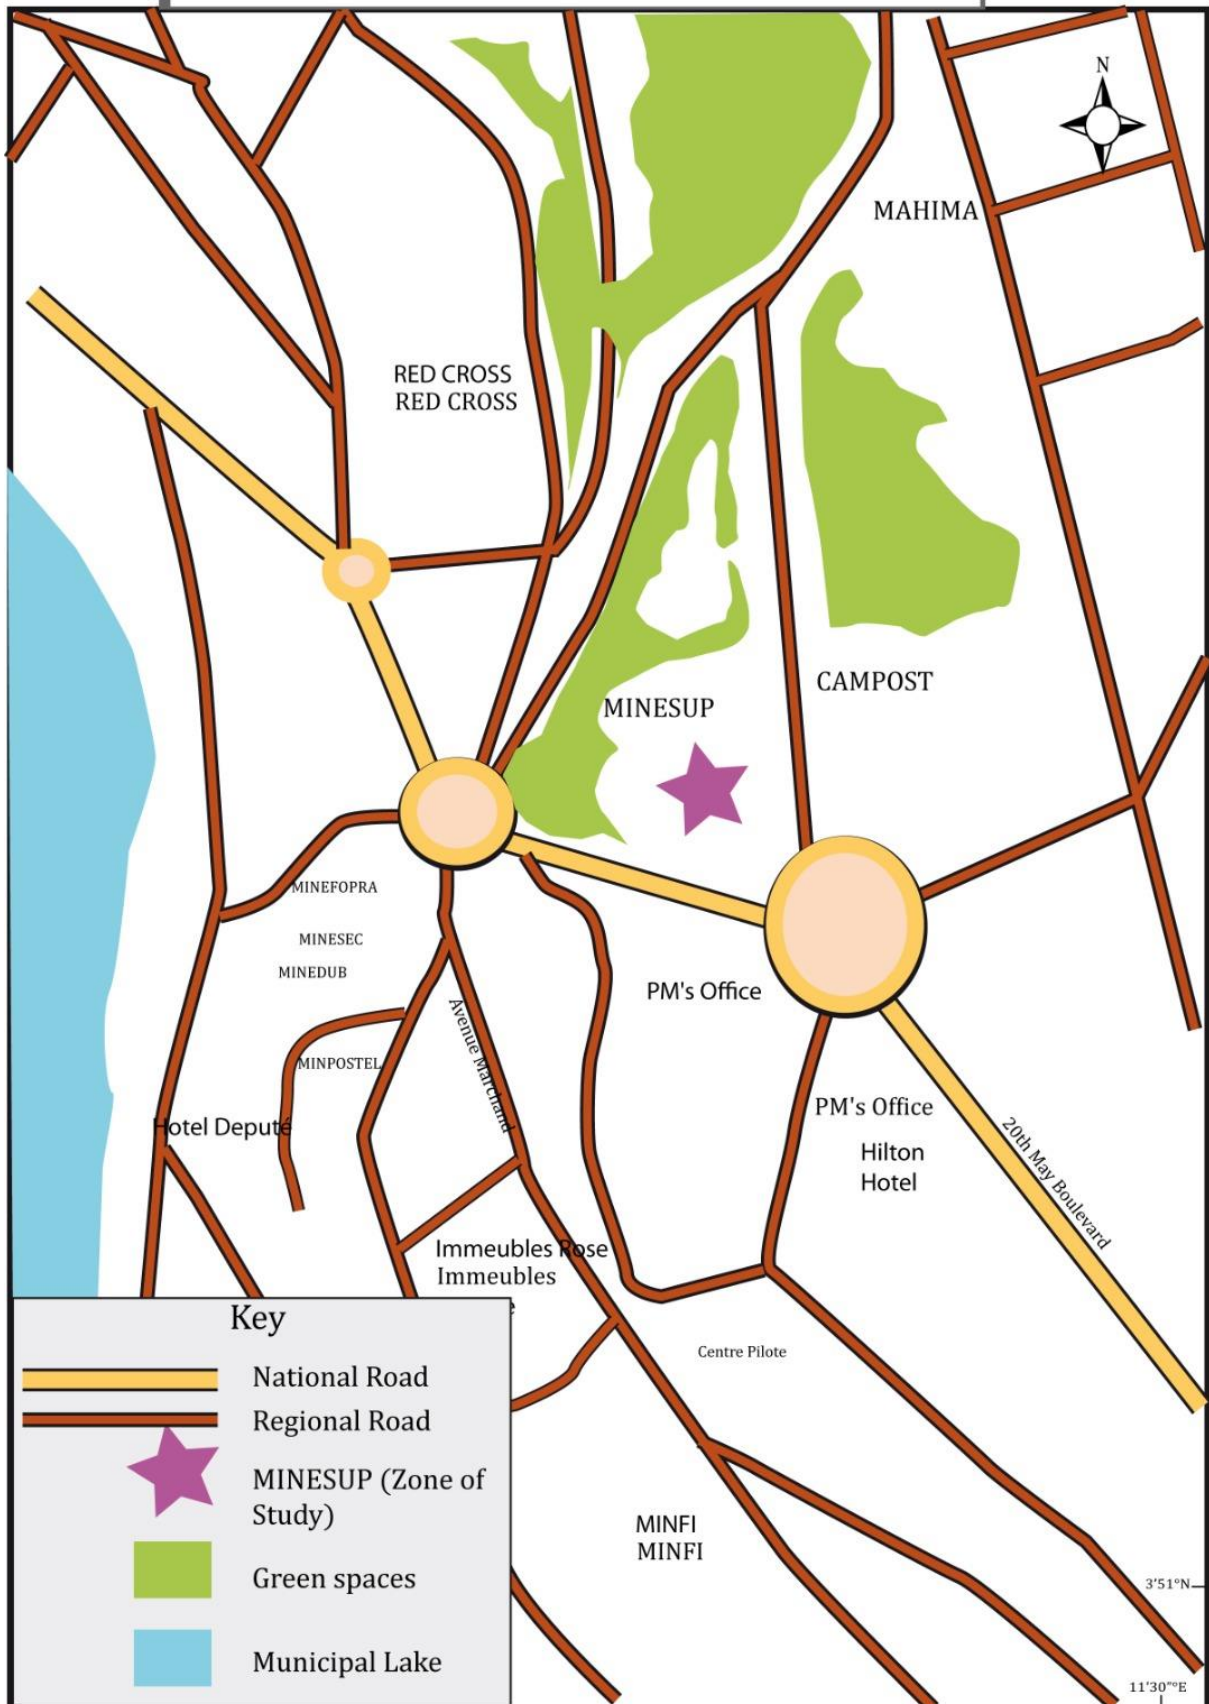 N
MAHIMA
RED CROSS
RED CROSS
CAMPOST
MINESUP
MINEFOPRA
MINESEC
MINEDUB
PM's Office
Avenue Marchand
MINPOSTEL
PM's Office
Hotel Deputé
20th May Boulevard
Hilton
Hotel
Immeubles Rose
Immeubles
e
Centre Pilote
Key
National Road
Regional Road
MINESUP (Zone of
Study)
Green spaces
Municipal Lake
MINFI
MINFI
3'51°N
11'30"°E